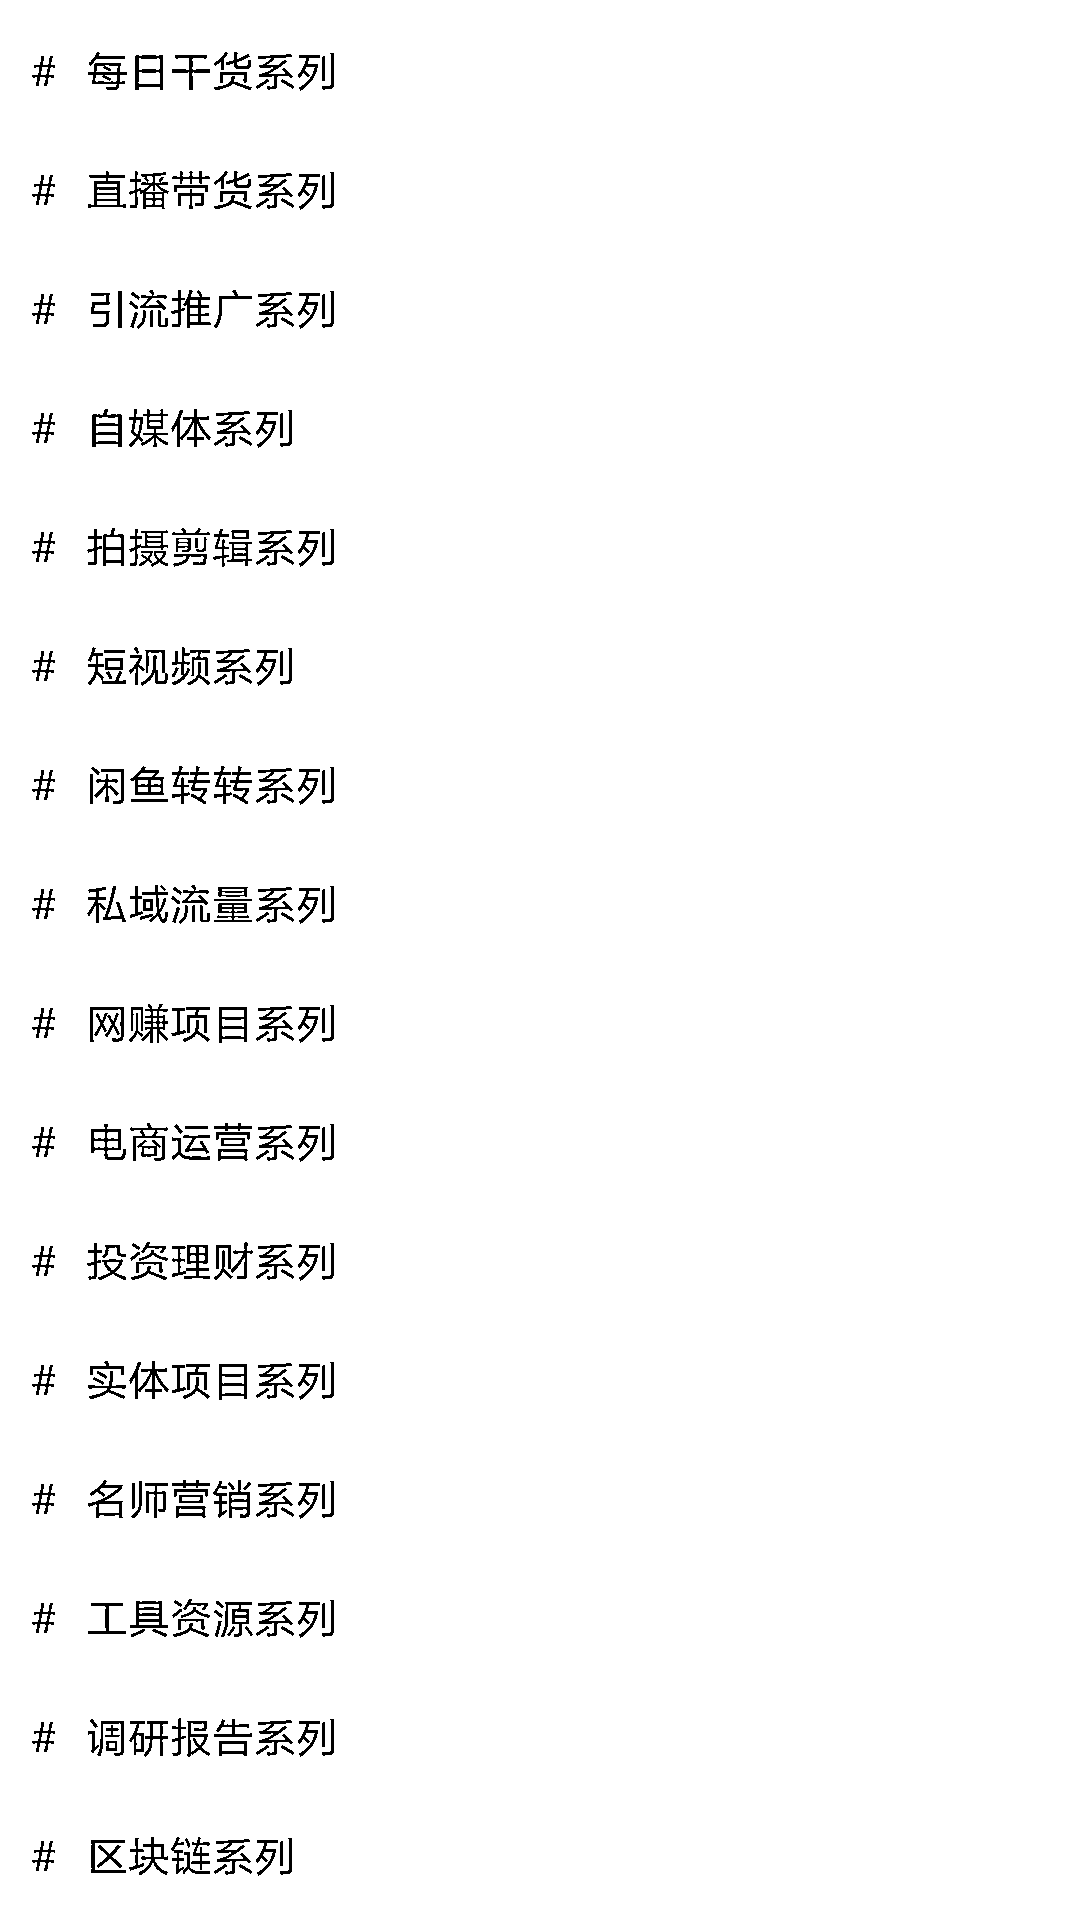 # 每日干货系列
# 直播带货系列
# 引流推广系列
# 自媒体系列
# 拍摄剪辑系列
# 短视频系列
# 闲鱼转转系列
# 私域流量系列
# 网赚项目系列
# 电商运营系列
# 投资理财系列
# 实体项目系列
# 名师营销系列
# 工具资源系列
# 调研报告系列
# 区块链系列